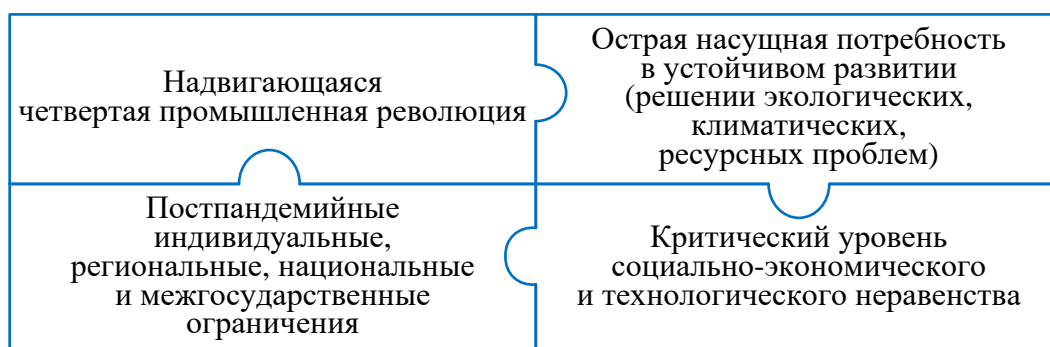 Надвигающаяся
четвертая промышленная революция
Острая насущная потребность
в устойчивом развитии
(решении экологических,
климатических,
ресурсных проблем)
Постпандемийные
индивидуальные,
региональные, национальные
и межгосударственные
ограничения
Критический уровень
социально-экономического
и технологического неравенства